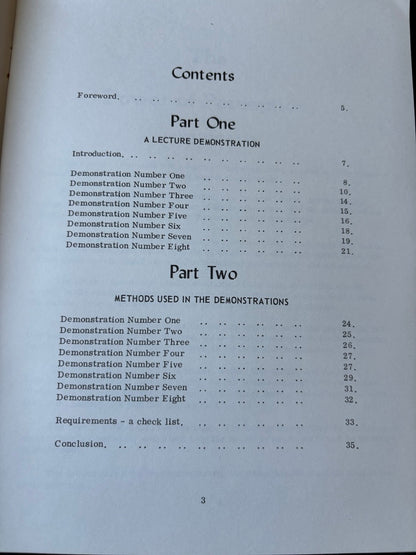 Contents
Foreword. .. .. .. .. .. .. .. .. .. .. 5.
Part One
A LECTURE DEMONSTRATION
Introduction. .. .. .. .. .. .. .. .. .. .. 7.
Demonstration Number One .. .. .. .. .. .. 8.
Demonstration Number Two .. .. .. .. .. .. 10.
Demonstration Number Three .. .. .. .. .. .. 14.
Demonstration Number Four .. .. .. .. .. .. 15.
Demonstration Number Five .. .. .. .. .. .. 16.
Demonstration Number Six .. .. .. .. .. .. 18.
Demonstration Number Seven .. .. .. .. .. .. 19.
Demonstration Number Eight .. .. .. .. .. .. 21.
Part Two
METHODS USED IN THE DEMONSTRATIONS
Demonstration Number One .. .. .. .. .. .. 24.
Demonstration Number Two .. .. .. .. .. .. 25.
Demonstration Number Three .. .. .. .. .. .. 26.
Demonstration Number Four .. .. .. .. .. .. 27.
Demonstration Number Five .. .. .. .. .. .. 27.
Demonstration Number Six .. .. .. .. .. .. 29.
Demonstration Number Seven .. .. .. .. .. .. 31.
Demonstration Number Eight .. .. .. .. .. .. 32.
Requirements - a check list. .. .. .. .. .. .. .. 33.
Conclusion. .. .. .. .. .. .. .. .. .. .. .. 35.
3